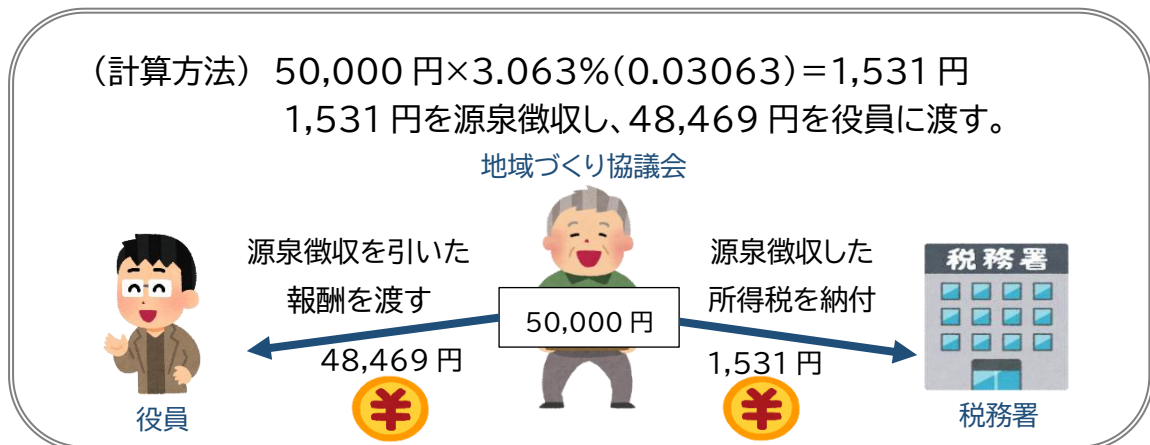 （計算方法） 50,000 円×3.063%(0.03063)＝1,531 円
1,531 円を源泉徴収し、48,469 円を役員に渡す。
地域づくり協議会
源泉徴収を引いた
報酬を渡す
48,469 円
¥
役員
50,000 円
源泉徴収した
所得税を納付
1,531 円
¥
税務署
税務署